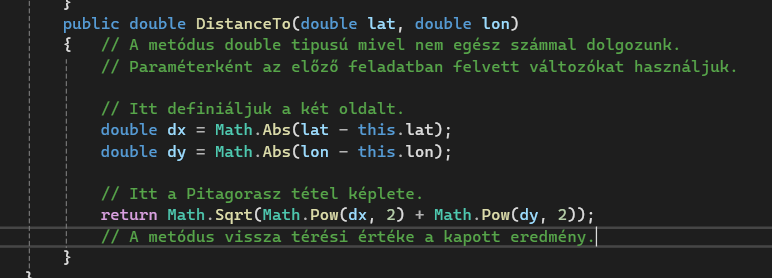 }
public double DistanceTo(double lat, double lon)
{ // A metódus double tipusú mivel nem egész számmal dolgozunk.
// Paraméterként az előző feladatban felvett változókat használjuk.
// Itt definiáljuk a két oldalt.
double dx = Math.Abs(lat - this.lat);
double dy = Math.Abs(lon - this.lon);
// Itt a Pitagorasz tétel képlete.
return Math.Sqrt(Math.Pow(dx, 2) + Math.Pow(dy, 2));
// A metódus vissza térési értéke a kapott eredmény.
}
}